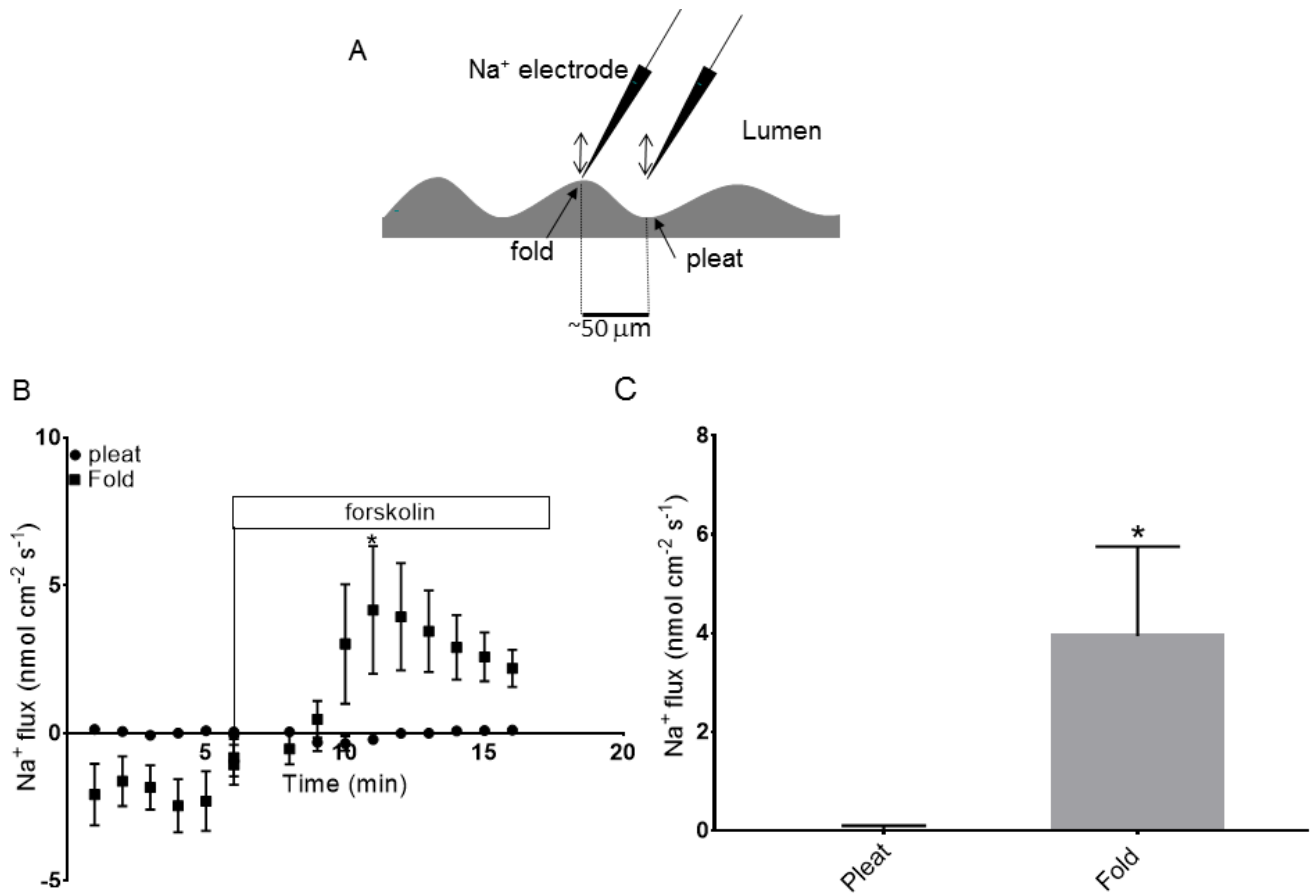 A
Na⁺ electrode
Lumen
fold
pleat
~50 μm
B
10
5
0
-5
Na⁺ flux (nmol cm⁻² s⁻¹)
pleat
Fold
forskolin
*
5
10
15
20
Time (min)
C
8
6
4
2
0
Na⁺ flux (nmol cm⁻² s⁻¹)
*
Pleat
Fold